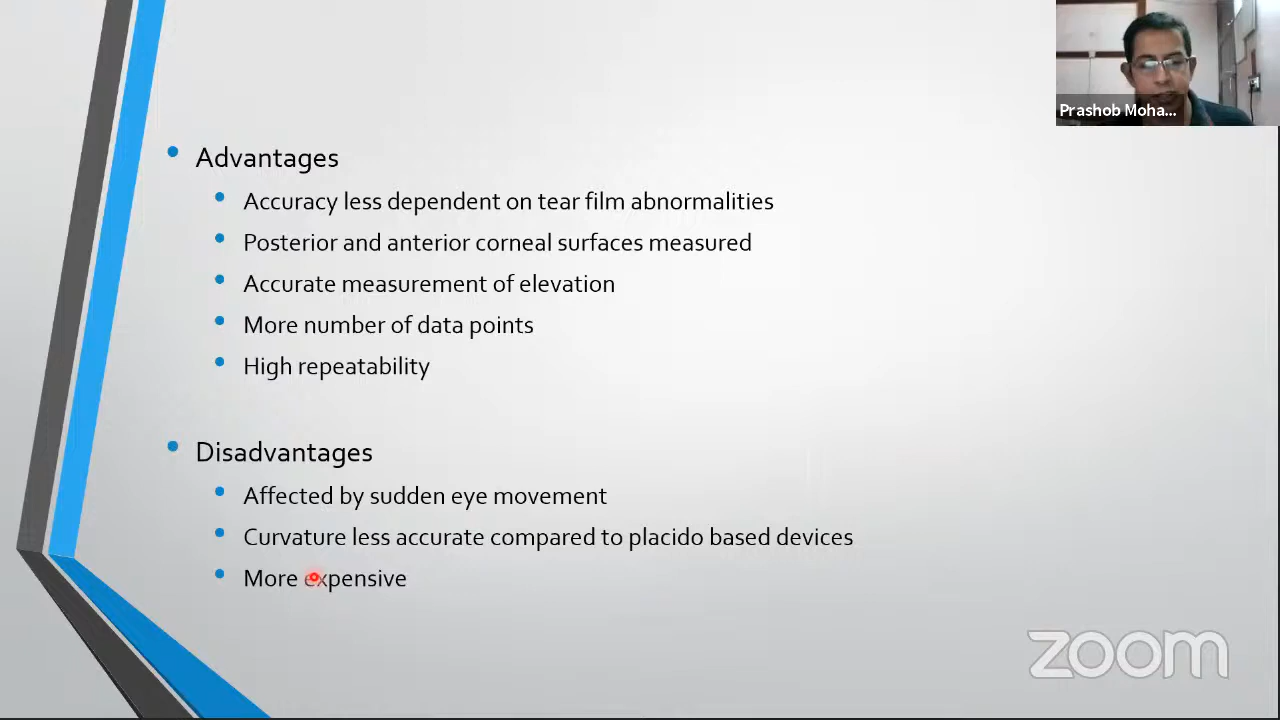 Prashob Moha...
Advantages
Accuracy less dependent on tear film abnormalities
Posterior and anterior corneal surfaces measured
Accurate measurement of elevation
More number of data points
High repeatability
Disadvantages
Affected by sudden eye movement
Curvature less accurate compared to placido based devices
More expensive
zoom